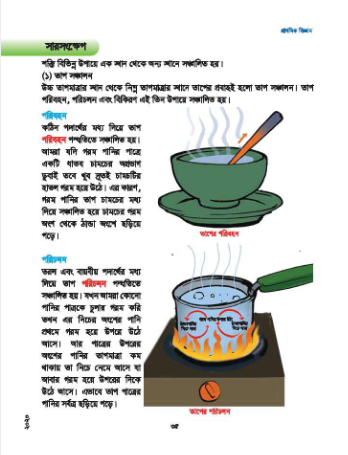 প্রাথমিক বিজ্ঞান
সারসংক্ষেপ
শক্তি বিভিন্ন উপায়ে এক স্থান থেকে অন্য স্থানে সঞ্চালিত হয়।
(১) তাপ সঞ্চালন
উচ্চ তাপমাত্রার স্থান থেকে নিম্ন তাপমাত্রার স্থানে তাপের প্রবাহই হলো তাপ সঞ্চালন। তাপ
পরিবহন, পরিচলন এবং বিকিরণ এই তিন উপায়ে সঞ্চালিত হয়।
পরিবহন
কঠিন পদার্থের মধ্য দিয়ে তাপ
পরিবহন পদ্ধতিতে সঞ্চালিত হয়।
আমরা যদি গরম পানির পাত্রে
একটি ধাতব চামচের অগ্রভাগ
ডুবাই তবে খুব দ্রুতই চামচটির
হাতল গরম হয়ে উঠে। এর কারণ,
গরম পানির তাপ চামচের মধ্য
দিয়ে সঞ্চালিত হয়ে চামচের গরম
অংশ থেকে ঠান্ডা অংশে ছড়িয়ে
পড়ে।
তাপের পরিবহন
পরিচলন
তরল এবং বায়বীয় পদার্থের মধ্য
দিয়ে তাপ পরিচলন পদ্ধতিতে
সঞ্চালিত হয়। যখন আমরা কোনো
পানির পাত্রকে চুলার গরম করি
তখন এর নিচের অংশের পানি
প্রথমে গরম হয়ে উপরে উঠে
আসে। আর পাত্রের উপরের
অংশের পানির তাপমাত্রা কম
থাকায় তা নিচে নেমে আসে যা
আবার গরম হয়ে উপরের দিকে
উঠে আসে। এভাবে তাপ পাত্রের
পানির সর্বত্র ছড়িয়ে পড়ে।
তাপের পরিচলন
৩৫
২০২৩